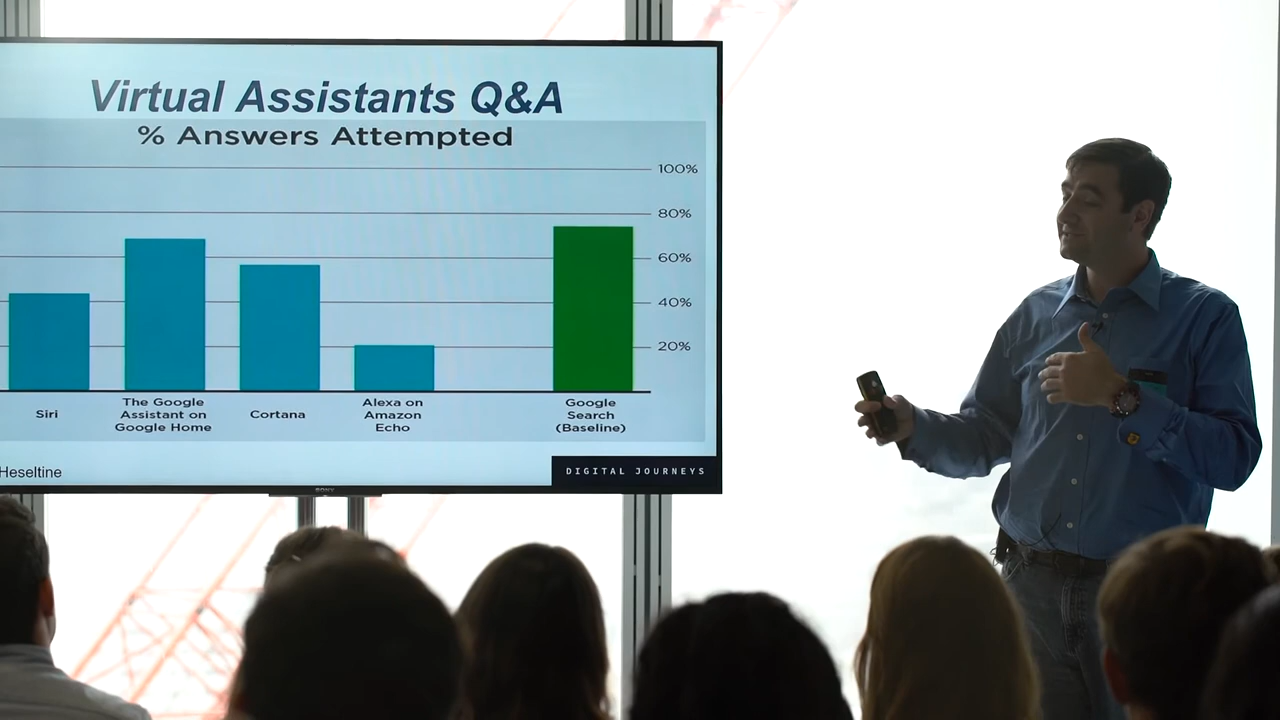 Virtual Assistants Q&A
% Answers Attempted
100%
80%
60%
40%
20%
Siri
The Google
Assistant on
Google Home
Cortana
Alexa on
Amazon
Echo
Google
Search
(Baseline)
Heseltine
DIGITAL JOURNEYS
SONY